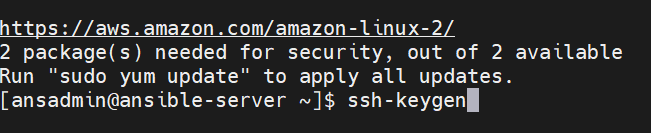 https://aws.amazon.com/amazon-linux-2/
2 package(s) needed for security, out of 2 available
Run "sudo yum update" to apply all updates.
[ansadmin@ansible-server ~]$ ssh-keygen